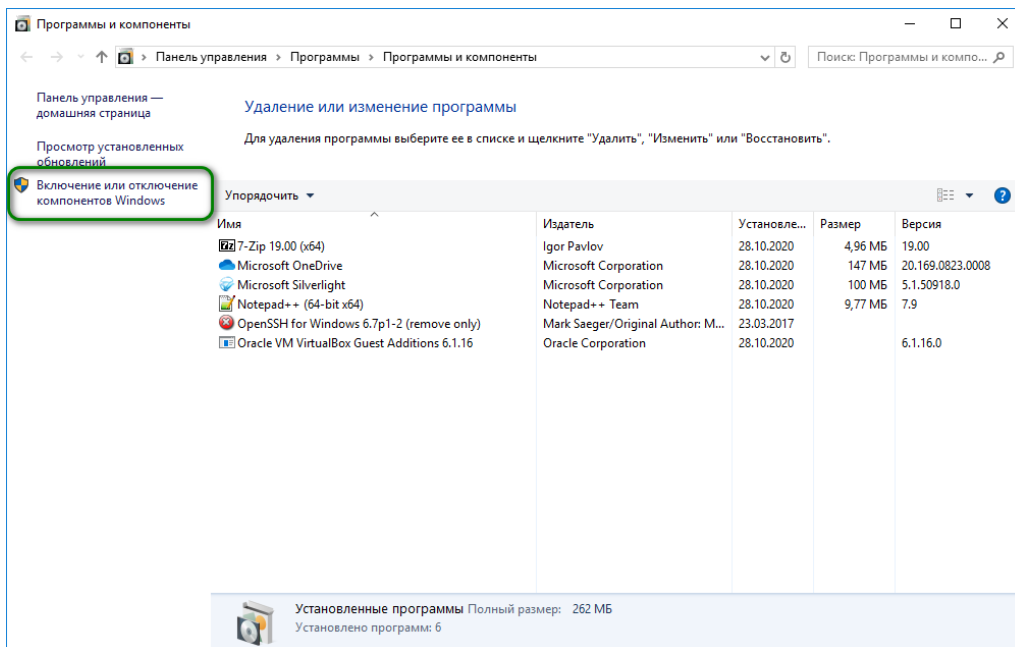 Программы и компоненты
Панель управления > Программы > Программы и компоненты
Поиск: Програ­ммы и компо...
Панель управления —
домашняя страница
Просмотр установленных
обновлений
Включение или отключение
компонентов Windows
Удаление или изменение программы
Для удаления программы выберите ее в списке и щелкните "Удалить", "Изменить" или "Восстановить".
Упорядочить
Имя Издатель Установле... Размер Версия
7-Zip 19.00 (x64) Igor Pavlov 28.10.2020 4,96 МБ 19.00
Microsoft OneDrive Microsoft Corporation 28.10.2020 147 МБ 20.169.0823.0008
Microsoft Silverlight Microsoft Corporation 28.10.2020 100 МБ 5.1.50918.0
Notepad++ (64-bit x64) Notepad++ Team 28.10.2020 9,77 МБ 7.9
OpenSSH for Windows 6.7p1-2 (remove only) Mark Saeger/Original Author: M... 23.03.2017
Oracle VM VirtualBox Guest Additions 6.1.16 Oracle Corporation 28.10.2020 6.1.16.0
Установленные программы Полный размер: 262 МБ
Установлено программ: 6